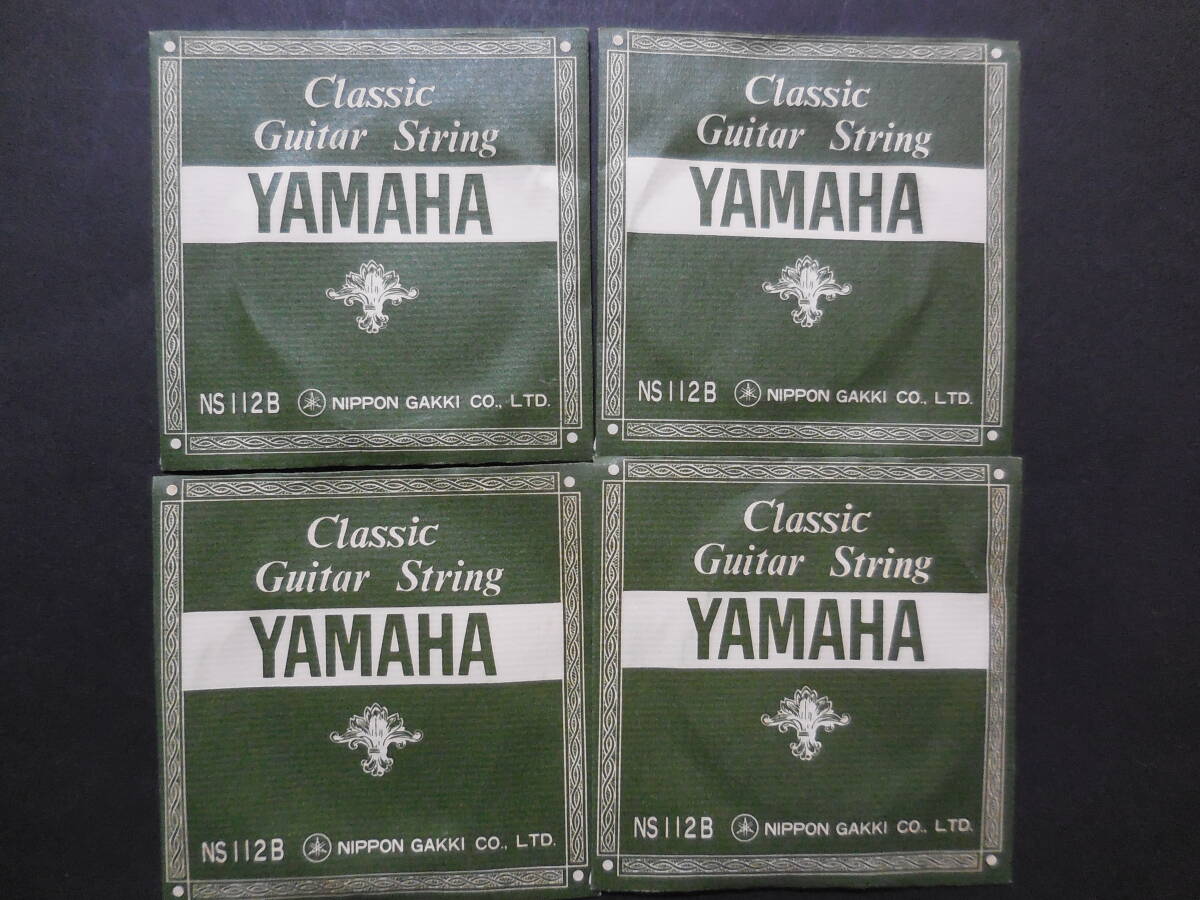 Classic
Guitar String
YAMAHA
NS112B NIPPON GAKKI CO., LTD.
Classic
Guitar String
YAMAHA
NS112B NIPPON GAKKI CO., LTD.
Classic
Guitar String
YAMAHA
NS112B NIPPON GAKKI CO., LTD.
Classic
Guitar String
YAMAHA
NS112B NIPPON GAKKI CO., LTD.